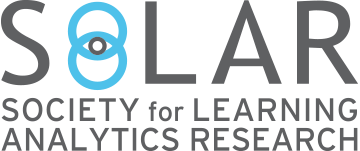 SOLAR
SOCIETY for LEARNING
ANALYTICS RESEARCH